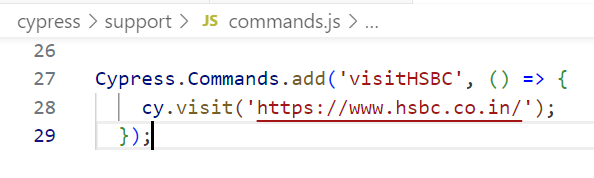 cypress > support > JS commands.js > ...
26
27 Cypress.Commands.add('visitHSBC', () => {
28 cy.visit('https://www.hsbc.co.in/');
29 });